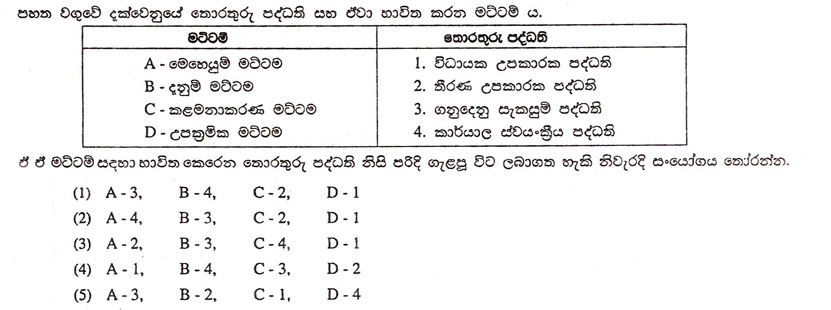 පහත වගුවේ දක්වෙනුයේ තොරතුරු පද්ධති සහ ඒවා භාවිත කරන මට්ටම් ය.
මට්ටම් තොරතුරු පද්ධති
A - මෙහෙයුම් මට්ටම 1. විධායක උපකාරක පද්ධති
B - දැනුම් මට්ටම 2. තීරණ උපකාරක පද්ධති
C - කළමනාකරණ මට්ටම 3. ගනුදෙනු සැකසුම් පද්ධති
D - උපක්‍රමික මට්ටම 4. කාර්යාල ස්වයංක්‍රීය පද්ධති
ඒ ඒ මට්ටම් සඳහා භාවිත කෙරෙන තොරතුරු පද්ධති නිසි පරිදි ගැළපූ විට ලබාගත හැකි නිවැරදි සංයෝගය තෝරන්න.
(1) A - 3, B - 4, C - 2, D - 1
(2) A - 4, B - 3, C - 2, D - 1
(3) A - 2, B - 3, C - 4, D - 1
(4) A - 1, B - 4, C - 3, D - 2
(5) A - 3, B - 2, C - 1, D - 4